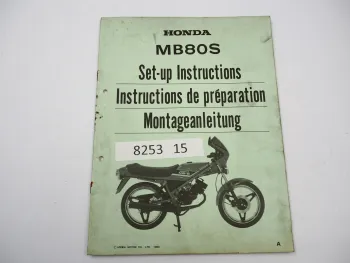 HONDA
MB80S
Set-up Instructions
Instructions de préparation
Montageanleitung
8253 15
A